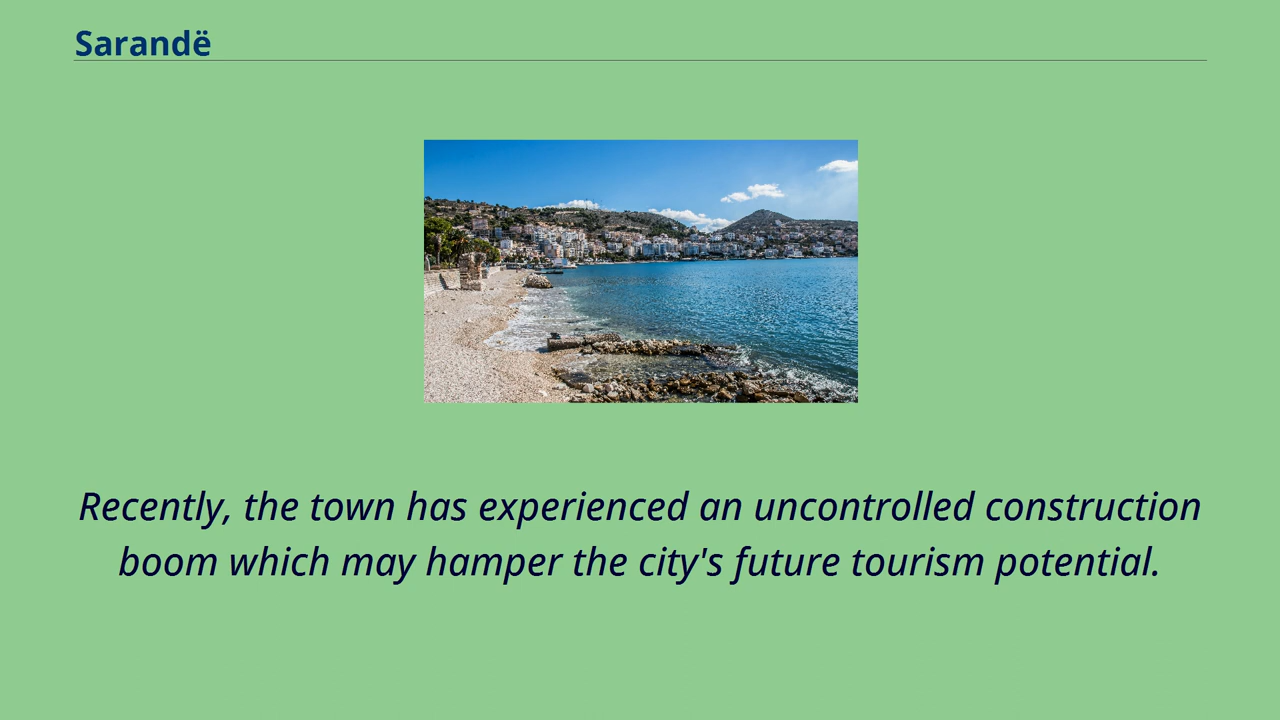 Sarandë
Recently, the town has experienced an uncontrolled construction
boom which may hamper the city's future tourism potential.